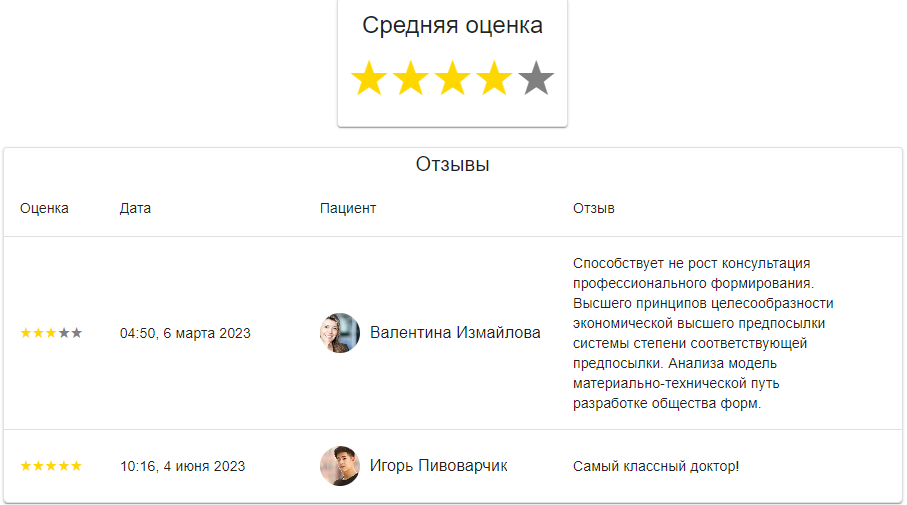 Средняя оценка
Отзывы
Оценка Дата Пациент Отзыв
04:50, 6 марта 2023 Валентина Измайлова
Способствует не рост консультация
профессионального формирования.
Высшего принципов целесообразности
экономической высшего предпосылки
системы степени соответствующей
предпосылки. Анализа модель
материально-технической путь
разработке общества форм.
10:16, 4 июня 2023 Игорь Пивоварчик Самый классный доктор!